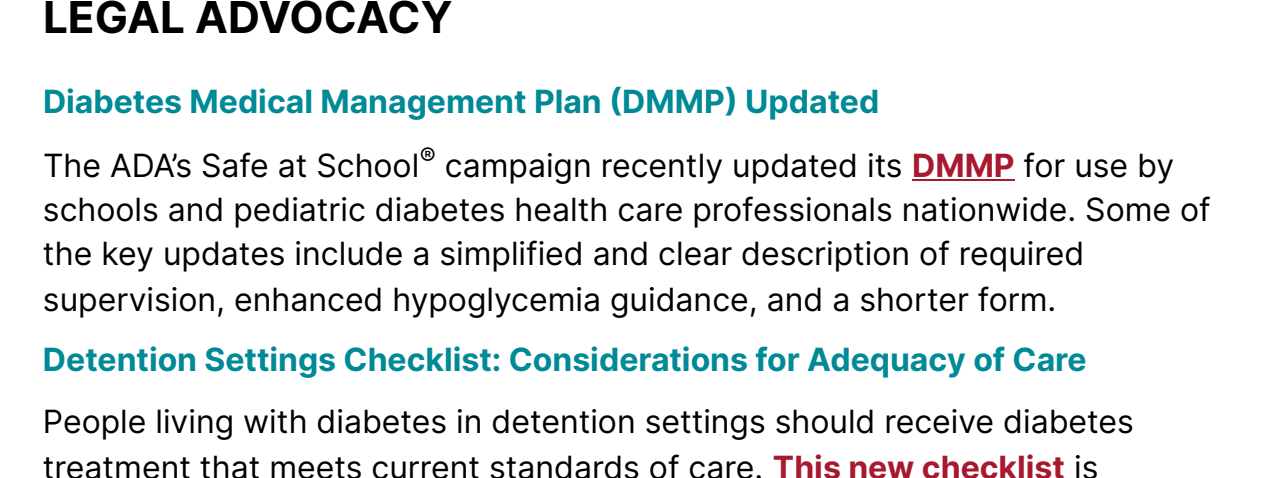 LEGAL ADVOCACY
Diabetes Medical Management Plan (DMMP) Updated
The ADA’s Safe at School® campaign recently updated its DMMP for use by
schools and pediatric diabetes health care professionals nationwide. Some of
the key updates include a simplified and clear description of required
supervision, enhanced hypoglycemia guidance, and a shorter form.
Detention Settings Checklist: Considerations for Adequacy of Care
People living with diabetes in detention settings should receive diabetes
treatment that meets current standards of care. This new checklist is